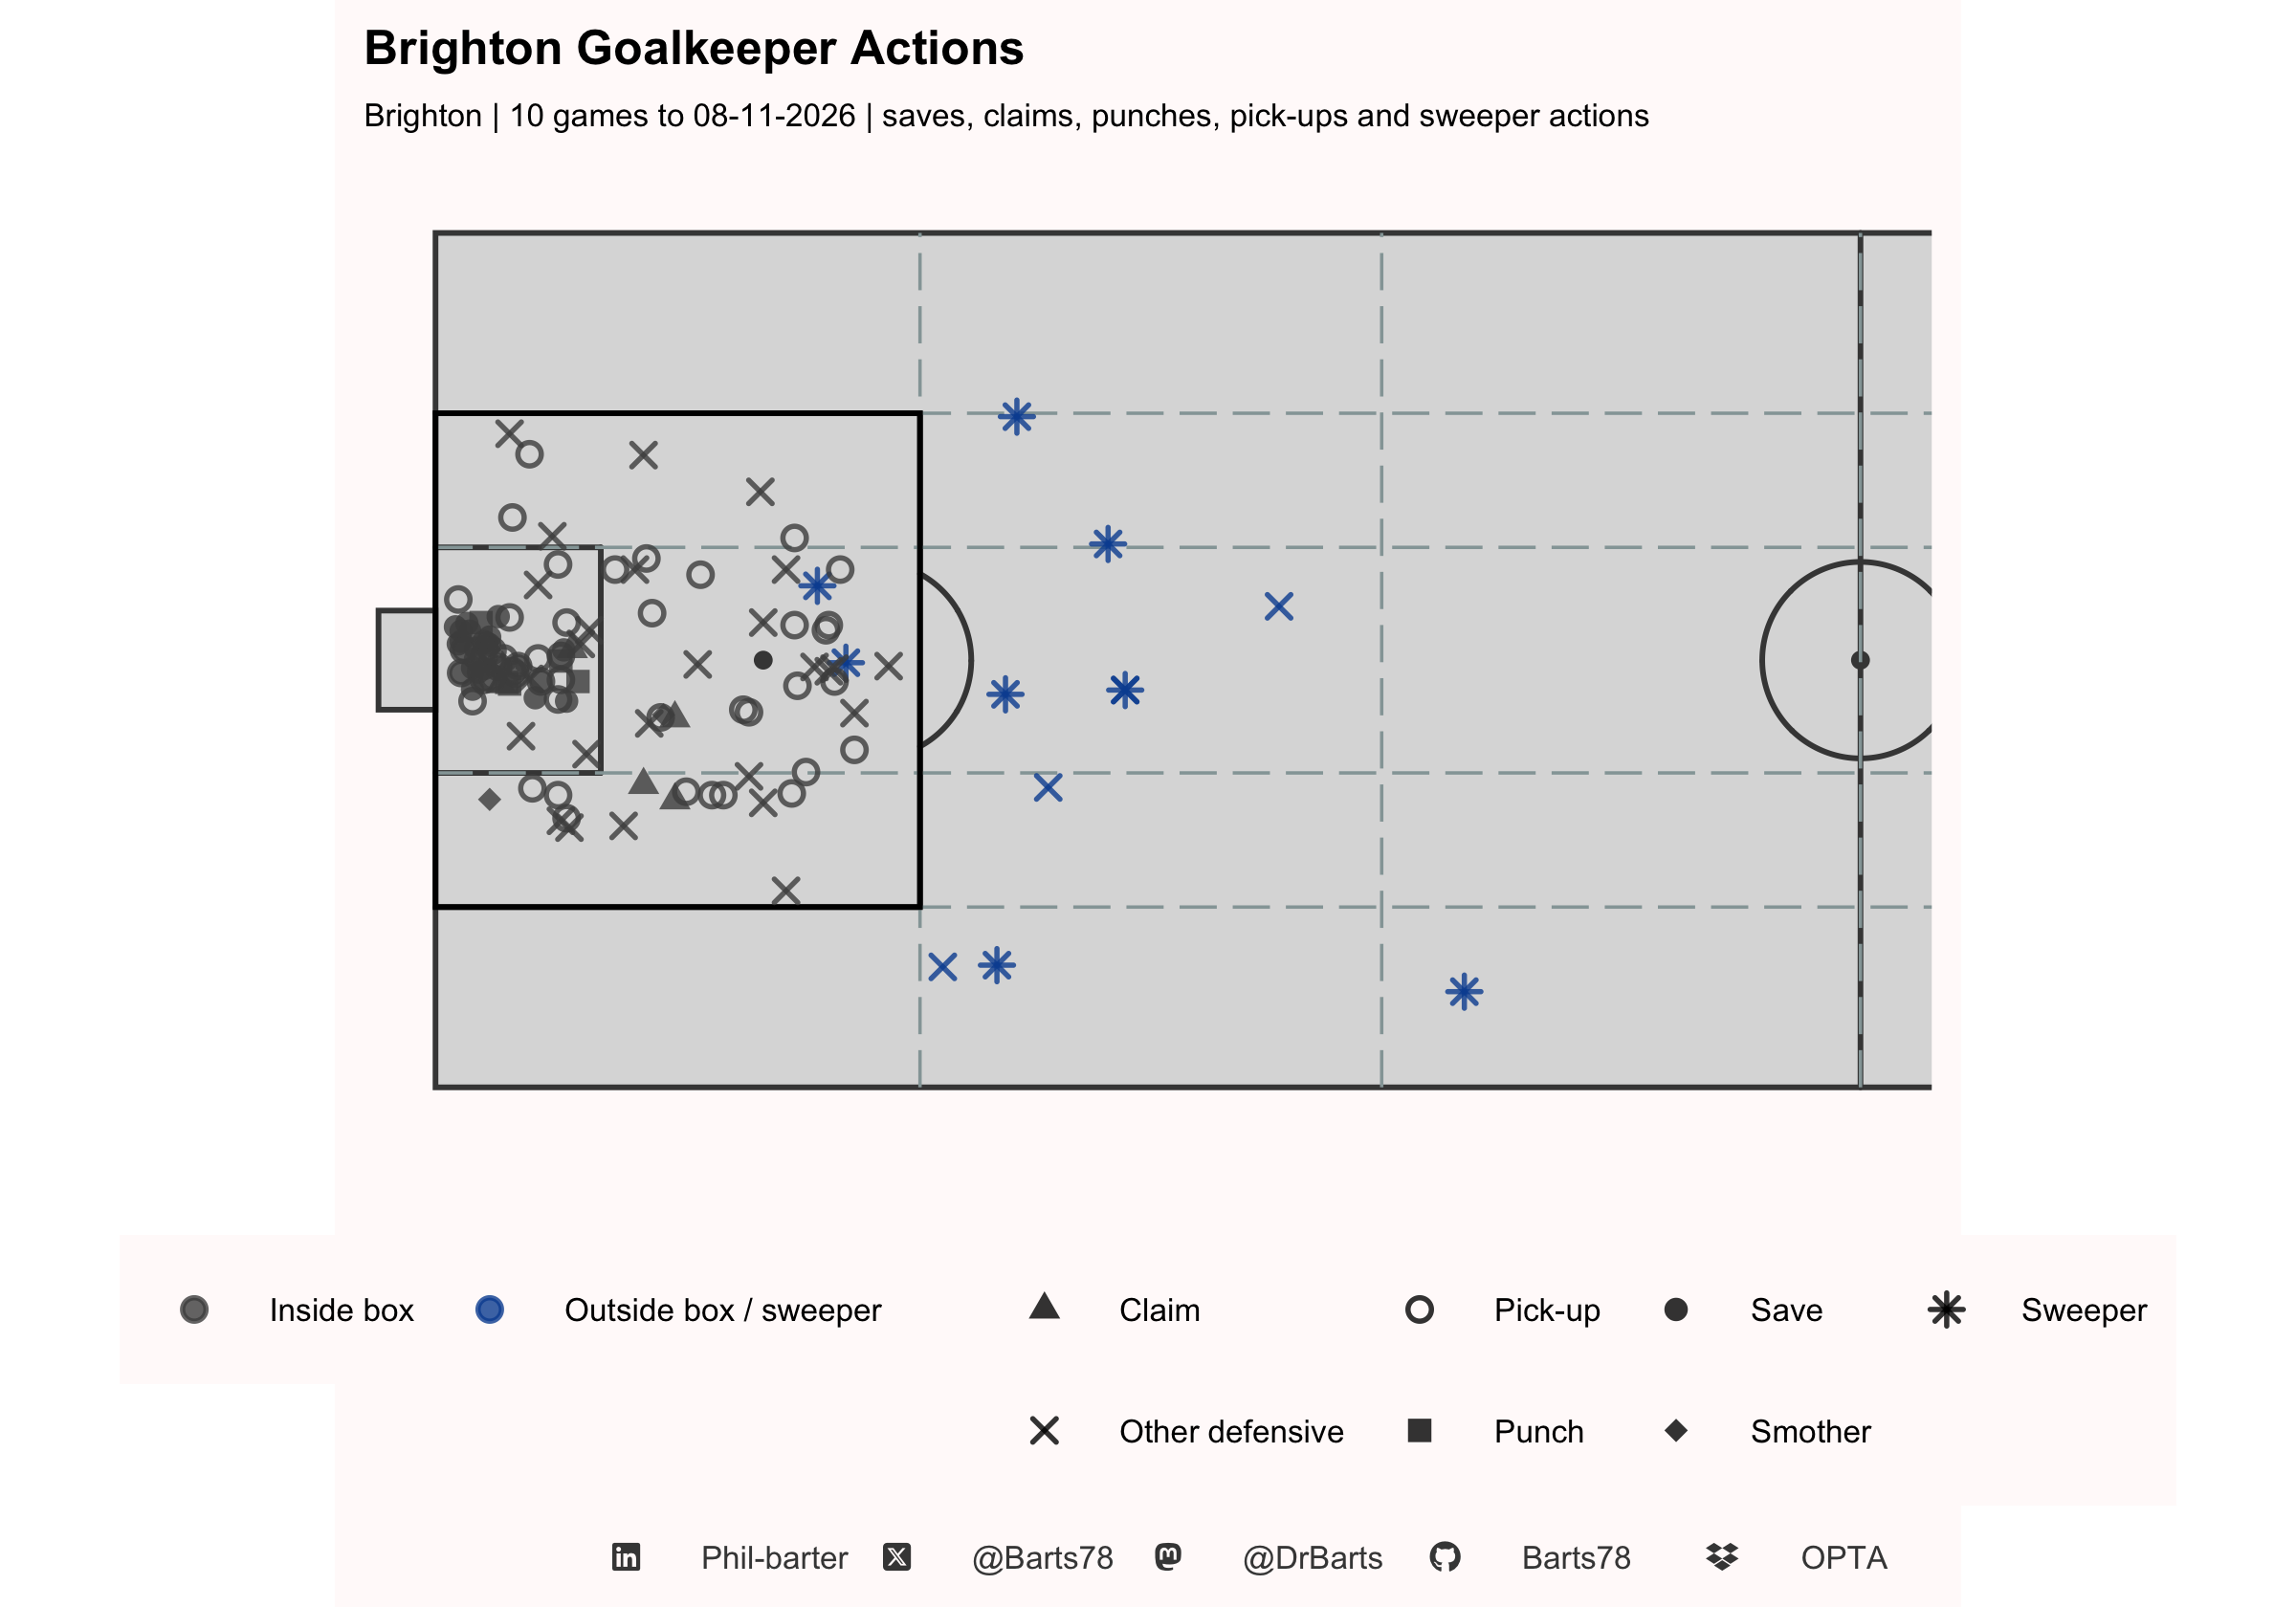 Brighton Goalkeeper Actions
Brighton | 10 games to 08-11-2026 | saves, claims, punches, pick-ups and sweeper actions
Inside box Outside box / sweeper Claim Pick-up Save Sweeper
Other defensive Punch Smother
Phil-barter @Barts78 @DrBarts Barts78 OPTA